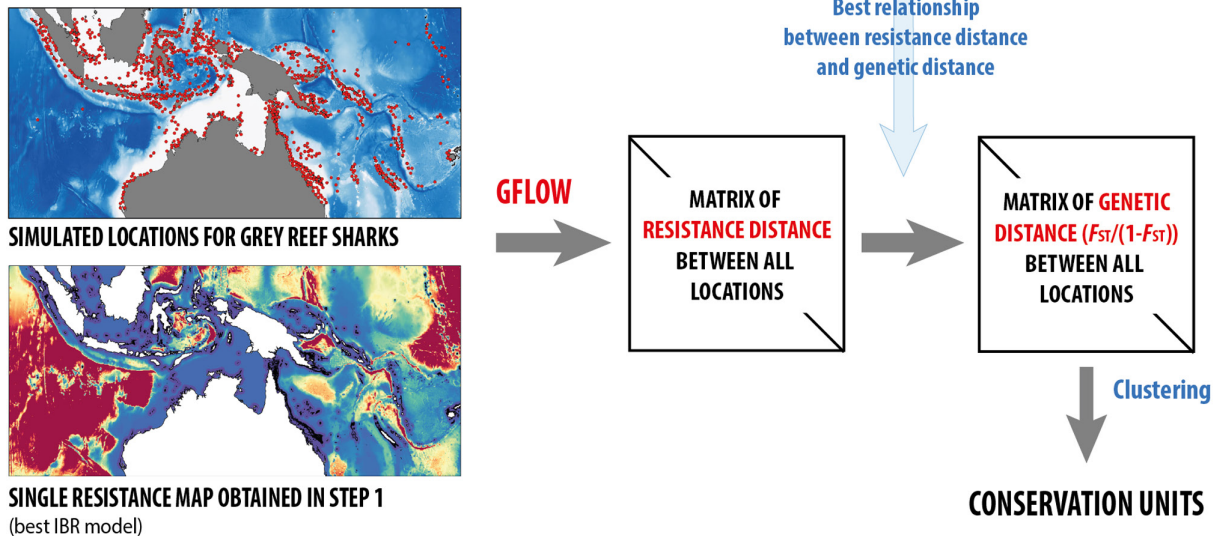 Best relationship
between resistance distance
and genetic distance
SIMULATED LOCATIONS FOR GREY REEF SHARKS
GFLOW
MATRIX OF
RESISTANCE DISTANCE
BETWEEN ALL
LOCATIONS
MATRIX OF GENETIC
DISTANCE (FST/(1-FST))
BETWEEN ALL
LOCATIONS
Clustering
SINGLE RESISTANCE MAP OBTAINED IN STEP 1
(best IBR model)
CONSERVATION UNITS